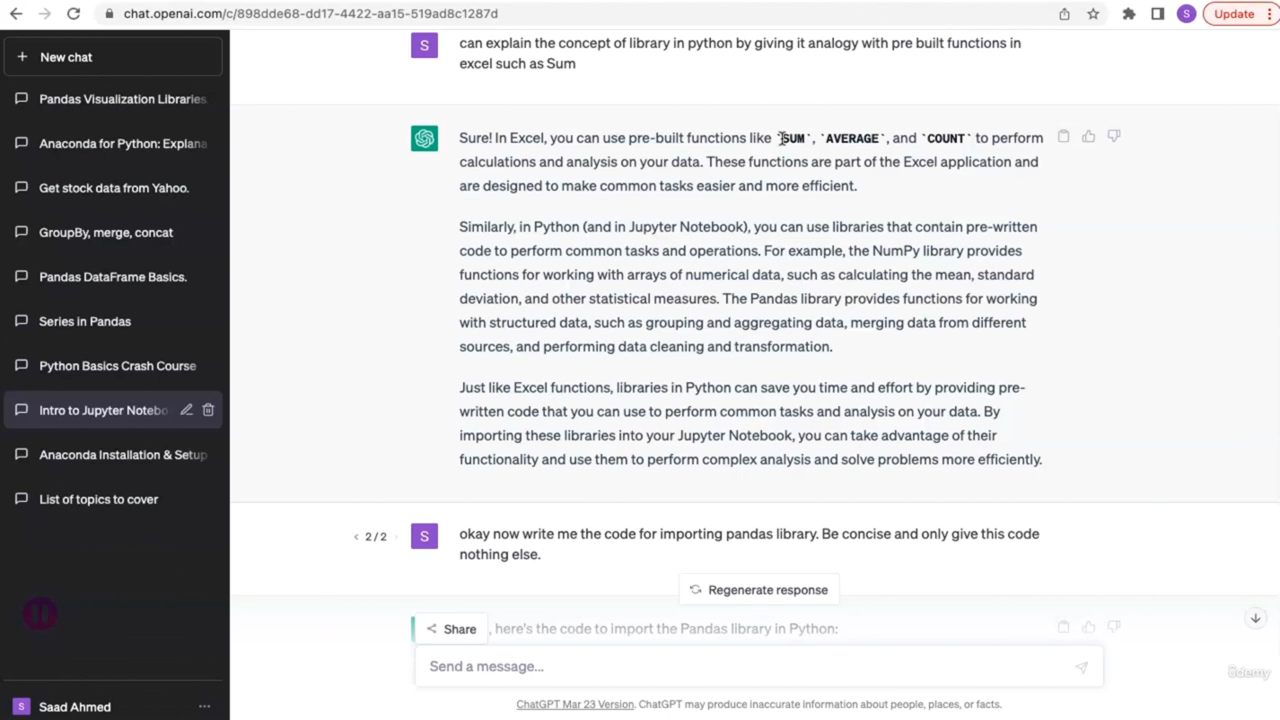 chat.openai.com/c/898dde68-dd17-4422-aa15-519ad8c1287d
S
Update
New chat
Pandas Visualization Libraries
Anaconda for Python: Explana
Get stock data from Yahoo.
GroupBy, merge, concat
Pandas DataFrame Basics.
Series in Pandas
Python Basics Crash Course
Intro to Jupyter Notebo
Anaconda Installation & Setup
List of topics to cover
S
Saad Ahmed
S
can explain the concept of library in python by giving it analogy with pre built functions in
excel such as Sum
Sure! In Excel, you can use pre-built functions like `SUM`, `AVERAGE`, and `COUNT` to perform
calculations and analysis on your data. These functions are part of the Excel application and
are designed to make common tasks easier and more efficient.
Similarly, in Python (and in Jupyter Notebook), you can use libraries that contain pre-written
code to perform common tasks and operations. For example, the NumPy library provides
functions for working with arrays of numerical data, such as calculating the mean, standard
deviation, and other statistical measures. The Pandas library provides functions for working
with structured data, such as grouping and aggregating data, merging data from different
sources, and performing data cleaning and transformation.
Just like Excel functions, libraries in Python can save you time and effort by providing pre-
written code that you can use to perform common tasks and analysis on your data. By
importing these libraries into your Jupyter Notebook, you can take advantage of their
functionality and use them to perform complex analysis and solve problems more efficiently.
< 2/2 >
S
okay now write me the code for importing pandas library. Be concise and only give this code
nothing else.
Regenerate response
Share
, here's the code to import the Pandas library in Python:
Send a message...
ChatGPT Mar 23 Version. ChatGPT may produce inaccurate information about people, places, or facts.
ûdemy